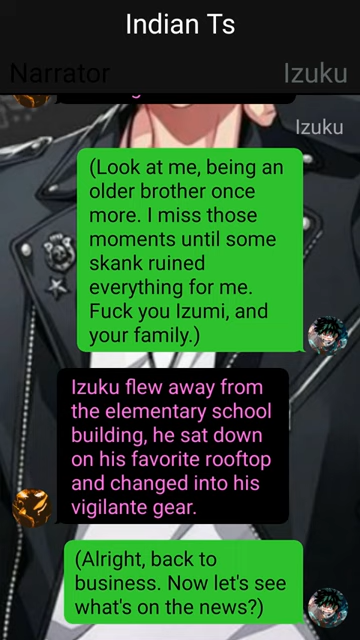 Indian Ts
Narrator
Izuku
Izuku
(Look at me, being an
older brother once
more. I miss those
moments until some
skank ruined
everything for me.
Fuck you Izumi, and
your family.)
Izuku flew away from
the elementary school
building, he sat down
on his favorite rooftop
and changed into his
vigilante gear.
(Alright, back to
business. Now let's see
what's on the news?)